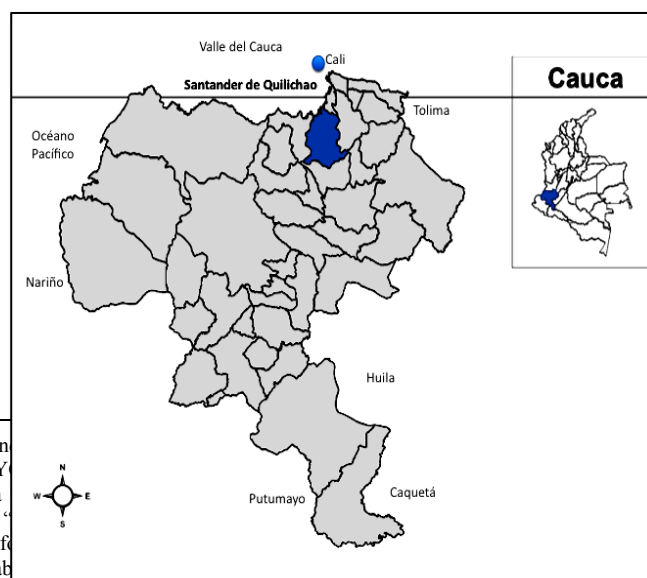 Valle del Cauca
Cali
Santander de Quilichao
Cauca
Tolima
Océano
Pacífico
Nariño
Huila
N
W E
S
Putumayo
Caquetá